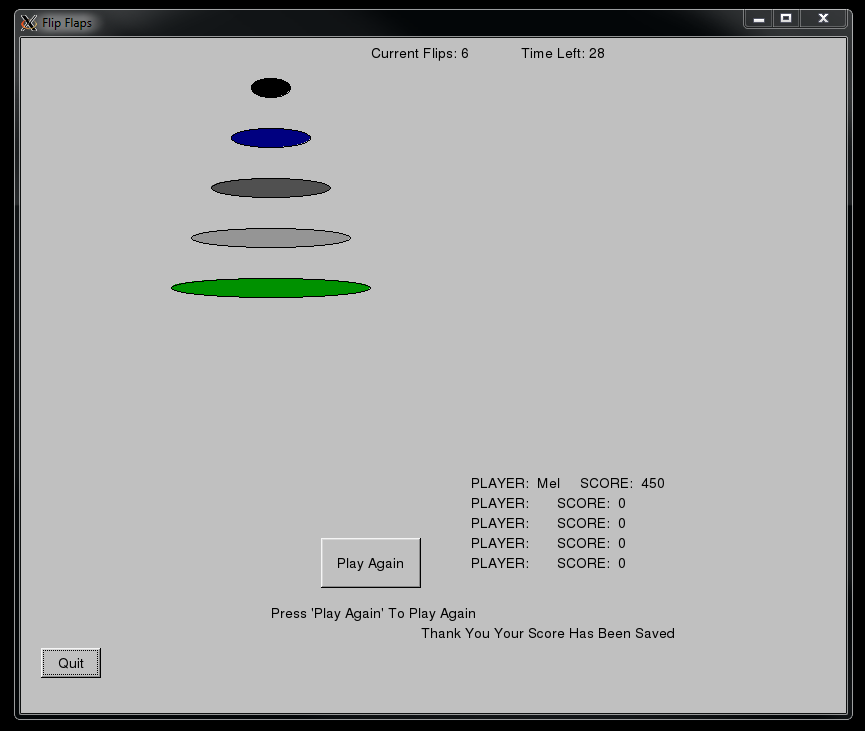 Flip Flaps
Current Flips: 6 Time Left: 28
PLAYER: Mel SCORE: 450
PLAYER: SCORE: 0
PLAYER: SCORE: 0
PLAYER: SCORE: 0
PLAYER: SCORE: 0
Play Again
Press 'Play Again' To Play Again
Thank You Your Score Has Been Saved
Quit